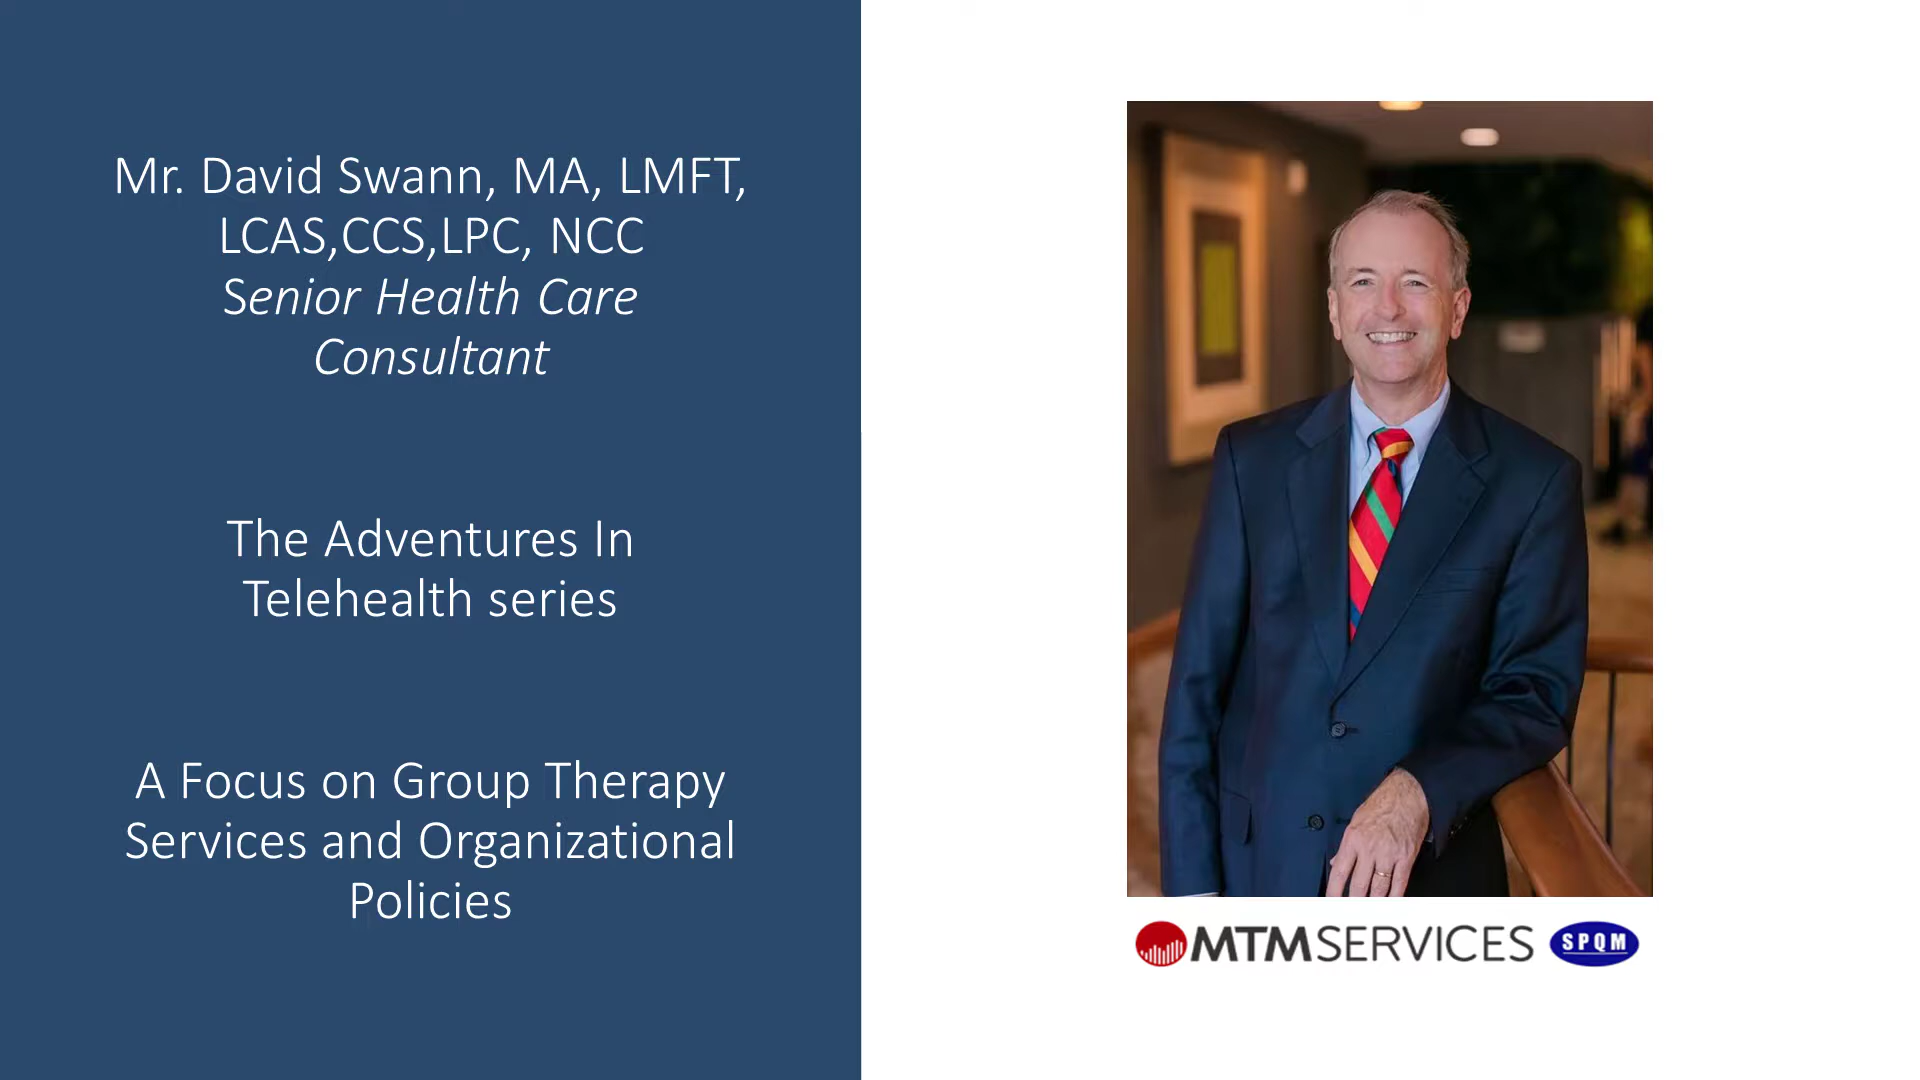 Mr. David Swann, MA, LMFT,
LCAS,CCS,LPC, NCC
Senior Health Care
Consultant
The Adventures In
Telehealth series
A Focus on Group Therapy
Services and Organizational
Policies
MTMSERVICES
SPQM